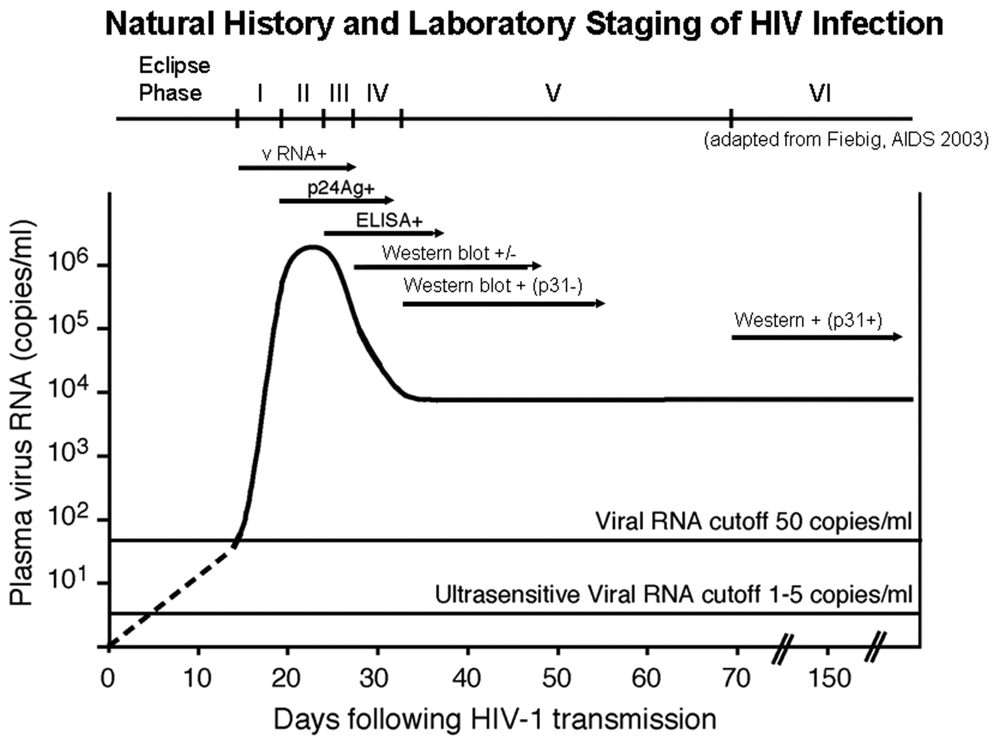 Natural History and Laboratory Staging of HIV Infection
Eclipse
Phase I II III IV V VI
(adapted from Fiebig, AIDS 2003)
v RNA+
p24Ag+
ELISA+
Western blot +/-
Western blot + (p31-)
Western + (p31+)
Plasma virus RNA (copies/ml)
10⁶
10⁵
10⁴
10³
10²
10¹
Viral RNA cutoff 50 copies/ml
Ultrasensitive Viral RNA cutoff 1-5 copies/ml
0 10 20 30 40 50 60 70 150
Days following HIV-1 transmission